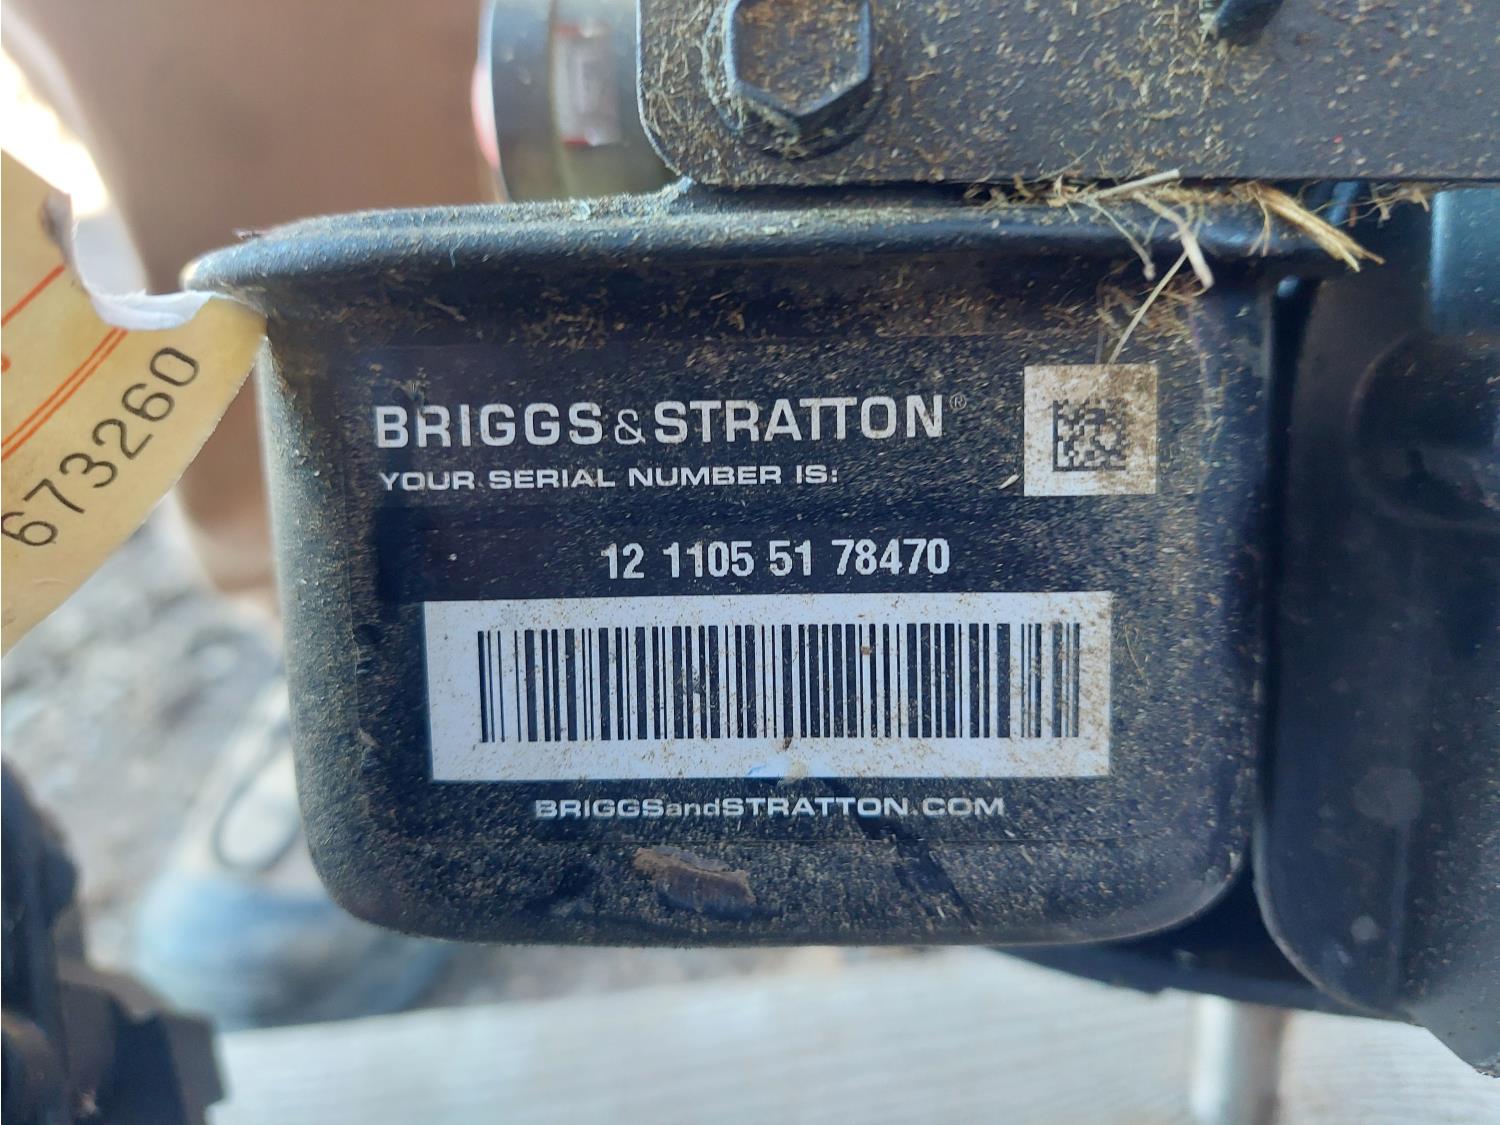 BRIGGS & STRATTON®
YOUR SERIAL NUMBER IS:
12 1105 51 78470
BRIGGSandSTRATTON.COM
673260